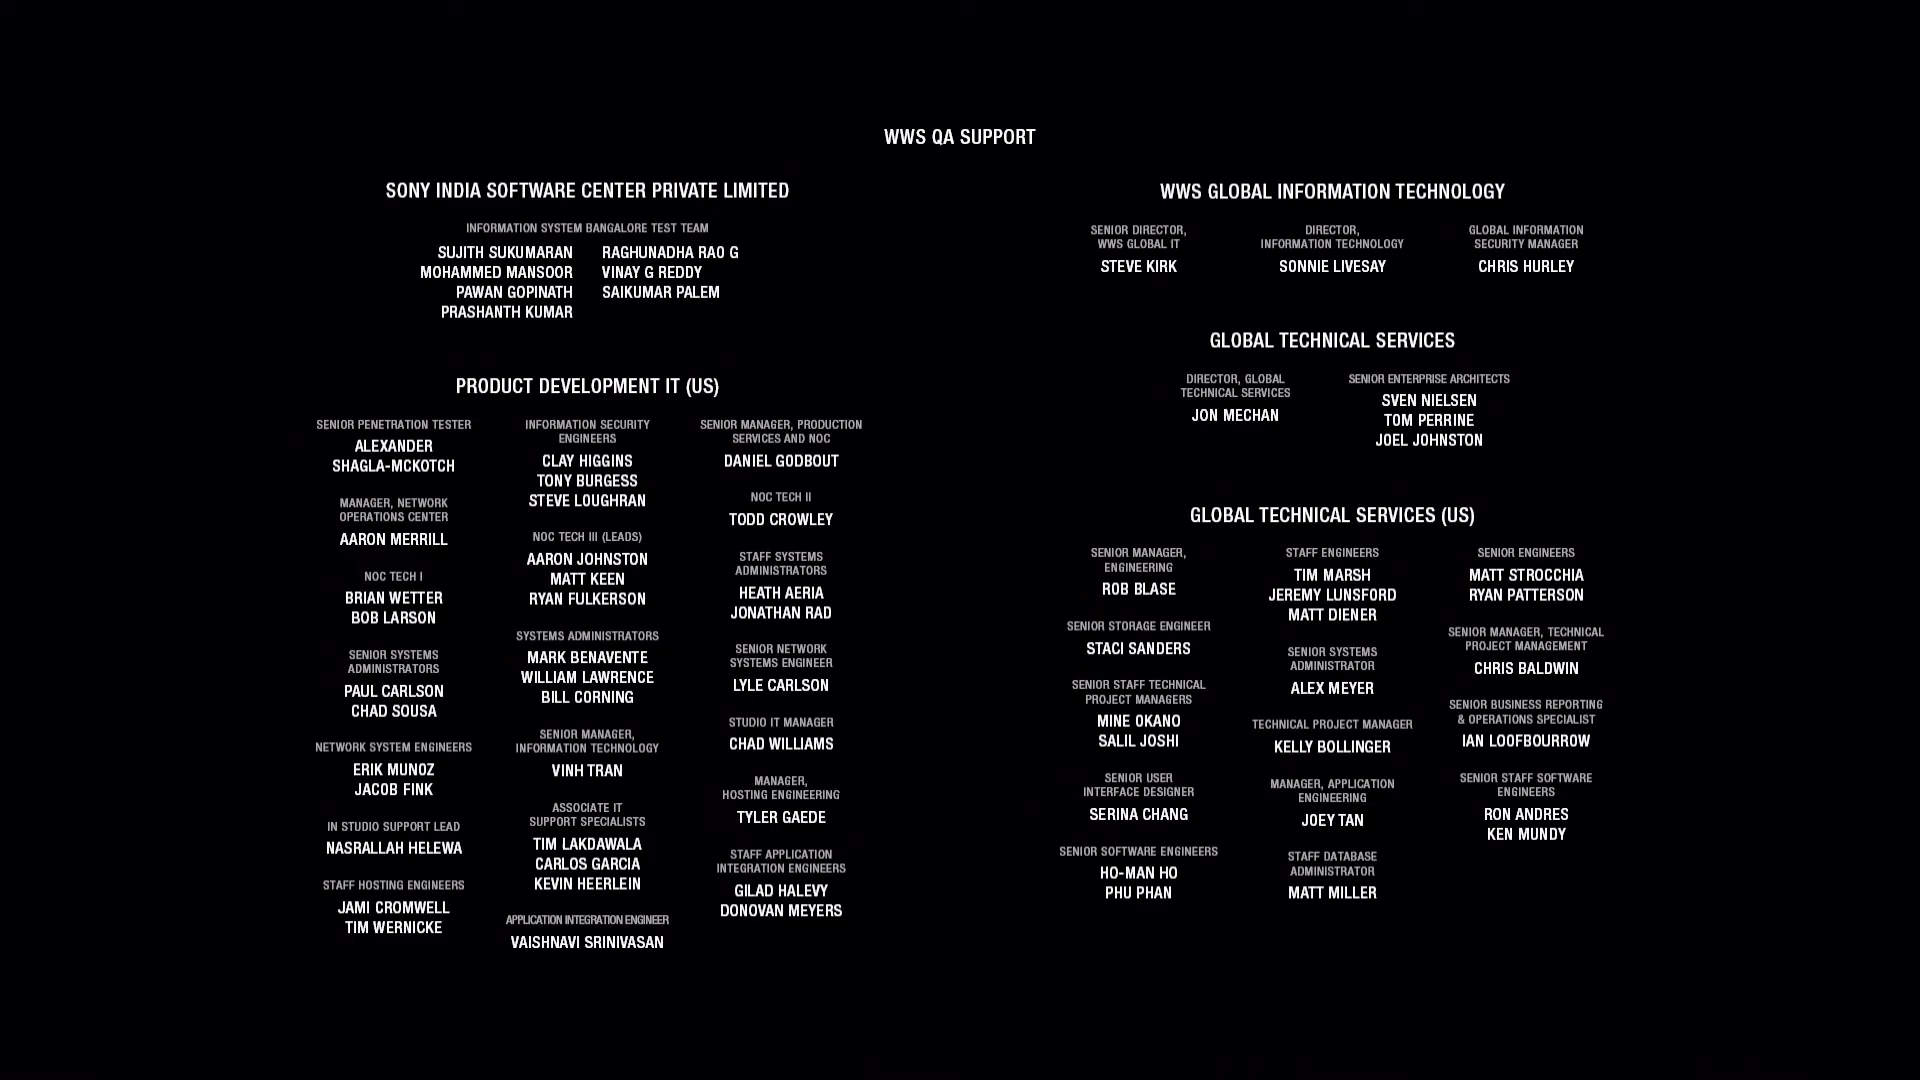 WWS QA SUPPORT
SONY INDIA SOFTWARE CENTER PRIVATE LIMITED
INFORMATION SYSTEM BANGALORE TEST TEAM
SUJITH SUKUMARAN RAGHUNADHA RAO G
MOHAMMED MANSOOR VINAY G REDDY
PAWAN GOPINATH SAIKUMAR PALEM
PRASHANTH KUMAR
PRODUCT DEVELOPMENT IT (US)
SENIOR PENETRATION TESTER
ALEXANDER
SHAGLA-MCKOTCH
MANAGER, NETWORK
OPERATIONS CENTER
AARON MERRILL
NOC TECH I
BRIAN WETTER
BOB LARSON
SENIOR SYSTEMS
ADMINISTRATORS
PAUL CARLSON
CHAD SOUSA
NETWORK SYSTEM ENGINEERS
ERIK MUNOZ
JACOB FINK
IN STUDIO SUPPORT LEAD
NASRALLAH HELEWA
STAFF HOSTING ENGINEERS
JAMI CROMWELL
TIM WERNICKE
INFORMATION SECURITY
ENGINEERS
CLAY HIGGINS
TONY BURGESS
STEVE LOUGHRAN
NOC TECH III (LEADS)
AARON JOHNSTON
MATT KEEN
RYAN FULKERSON
SYSTEMS ADMINISTRATORS
MARK BENAVENTE
WILLIAM LAWRENCE
BILL CORNING
SENIOR MANAGER,
INFORMATION TECHNOLOGY
VINH TRAN
ASSOCIATE IT
SUPPORT SPECIALISTS
TIM LAKDAWALA
CARLOS GARCIA
KEVIN HEERLEIN
APPLICATION INTEGRATION ENGINEER
VAISHNAVI SRINIVASAN
SENIOR MANAGER, PRODUCTION
SERVICES AND NOC
DANIEL GODBOUT
NOC TECH II
TODD CROWLEY
STAFF SYSTEMS
ADMINISTRATORS
HEATH AERIA
JONATHAN RAD
SENIOR NETWORK
SYSTEMS ENGINEER
LYLE CARLSON
STUDIO IT MANAGER
CHAD WILLIAMS
MANAGER,
HOSTING ENGINEERING
TYLER GAEDE
STAFF APPLICATION
INTEGRATION ENGINEERS
GILAD HALEVY
DONOVAN MEYERS
WWS GLOBAL INFORMATION TECHNOLOGY
SENIOR DIRECTOR,
WWS GLOBAL IT
STEVE KIRK
DIRECTOR,
INFORMATION TECHNOLOGY
SONNIE LIVESAY
GLOBAL INFORMATION
SECURITY MANAGER
CHRIS HURLEY
GLOBAL TECHNICAL SERVICES
DIRECTOR, GLOBAL
TECHNICAL SERVICES
JON MECHAN
SENIOR ENTERPRISE ARCHITECTS
SVEN NIELSEN
TOM PERRINE
JOEL JOHNSTON
GLOBAL TECHNICAL SERVICES (US)
SENIOR MANAGER,
ENGINEERING
ROB BLASE
SENIOR STORAGE ENGINEER
STACI SANDERS
SENIOR STAFF TECHNICAL
PROJECT MANAGERS
MINE OKANO
SALIL JOSHI
SENIOR USER
INTERFACE DESIGNER
SERINA CHANG
SENIOR SOFTWARE ENGINEERS
HO-MAN HO
PHU PHAN
STAFF ENGINEERS
TIM MARSH
JEREMY LUNSFORD
MATT DIENER
SENIOR SYSTEMS
ADMINISTRATOR
ALEX MEYER
TECHNICAL PROJECT MANAGER
KELLY BOLLINGER
MANAGER, APPLICATION
ENGINEERING
JOEY TAN
STAFF DATABASE
ADMINISTRATOR
MATT MILLER
SENIOR ENGINEERS
MATT STROCCHIA
RYAN PATTERSON
SENIOR MANAGER, TECHNICAL
PROJECT MANAGEMENT
CHRIS BALDWIN
SENIOR BUSINESS REPORTING
& OPERATIONS SPECIALIST
IAN LOOFBOURROW
SENIOR STAFF SOFTWARE
ENGINEERS
RON ANDRES
KEN MUNDY